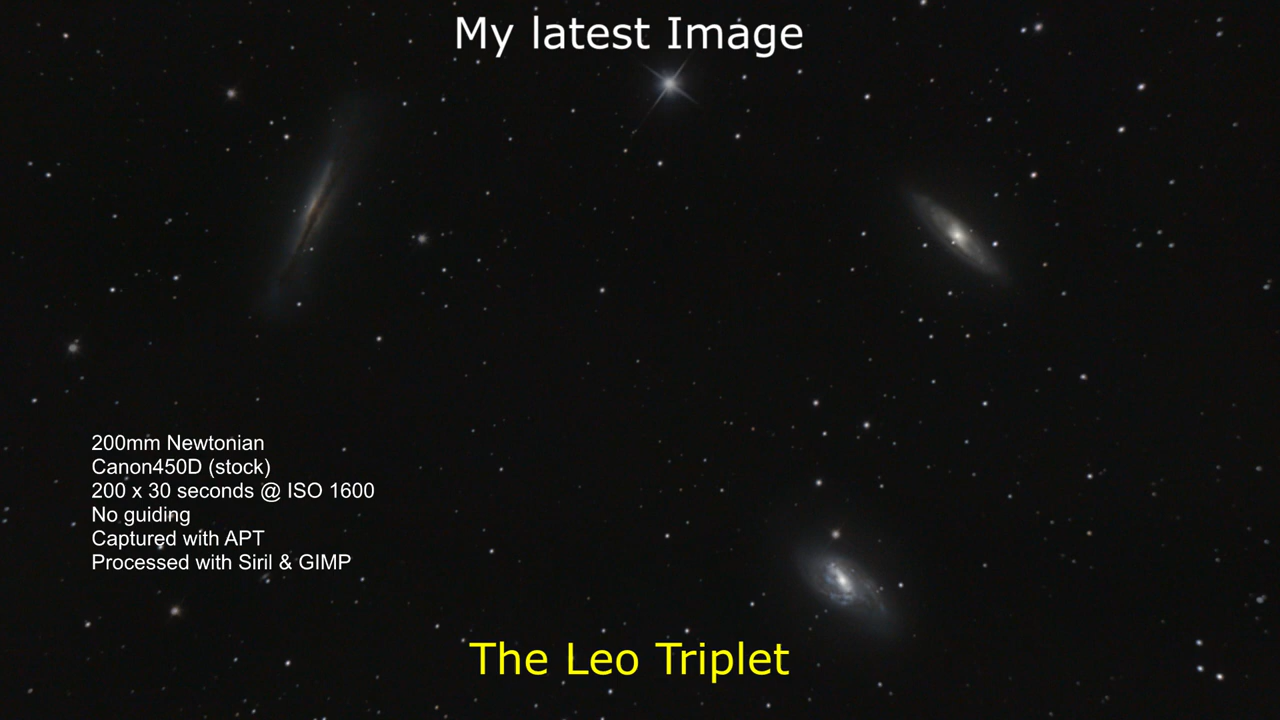 My latest Image
200mm Newtonian
Canon450D (stock)
200 x 30 seconds @ ISO 1600
No guiding
Captured with APT
Processed with Siril & GIMP
The Leo Triplet